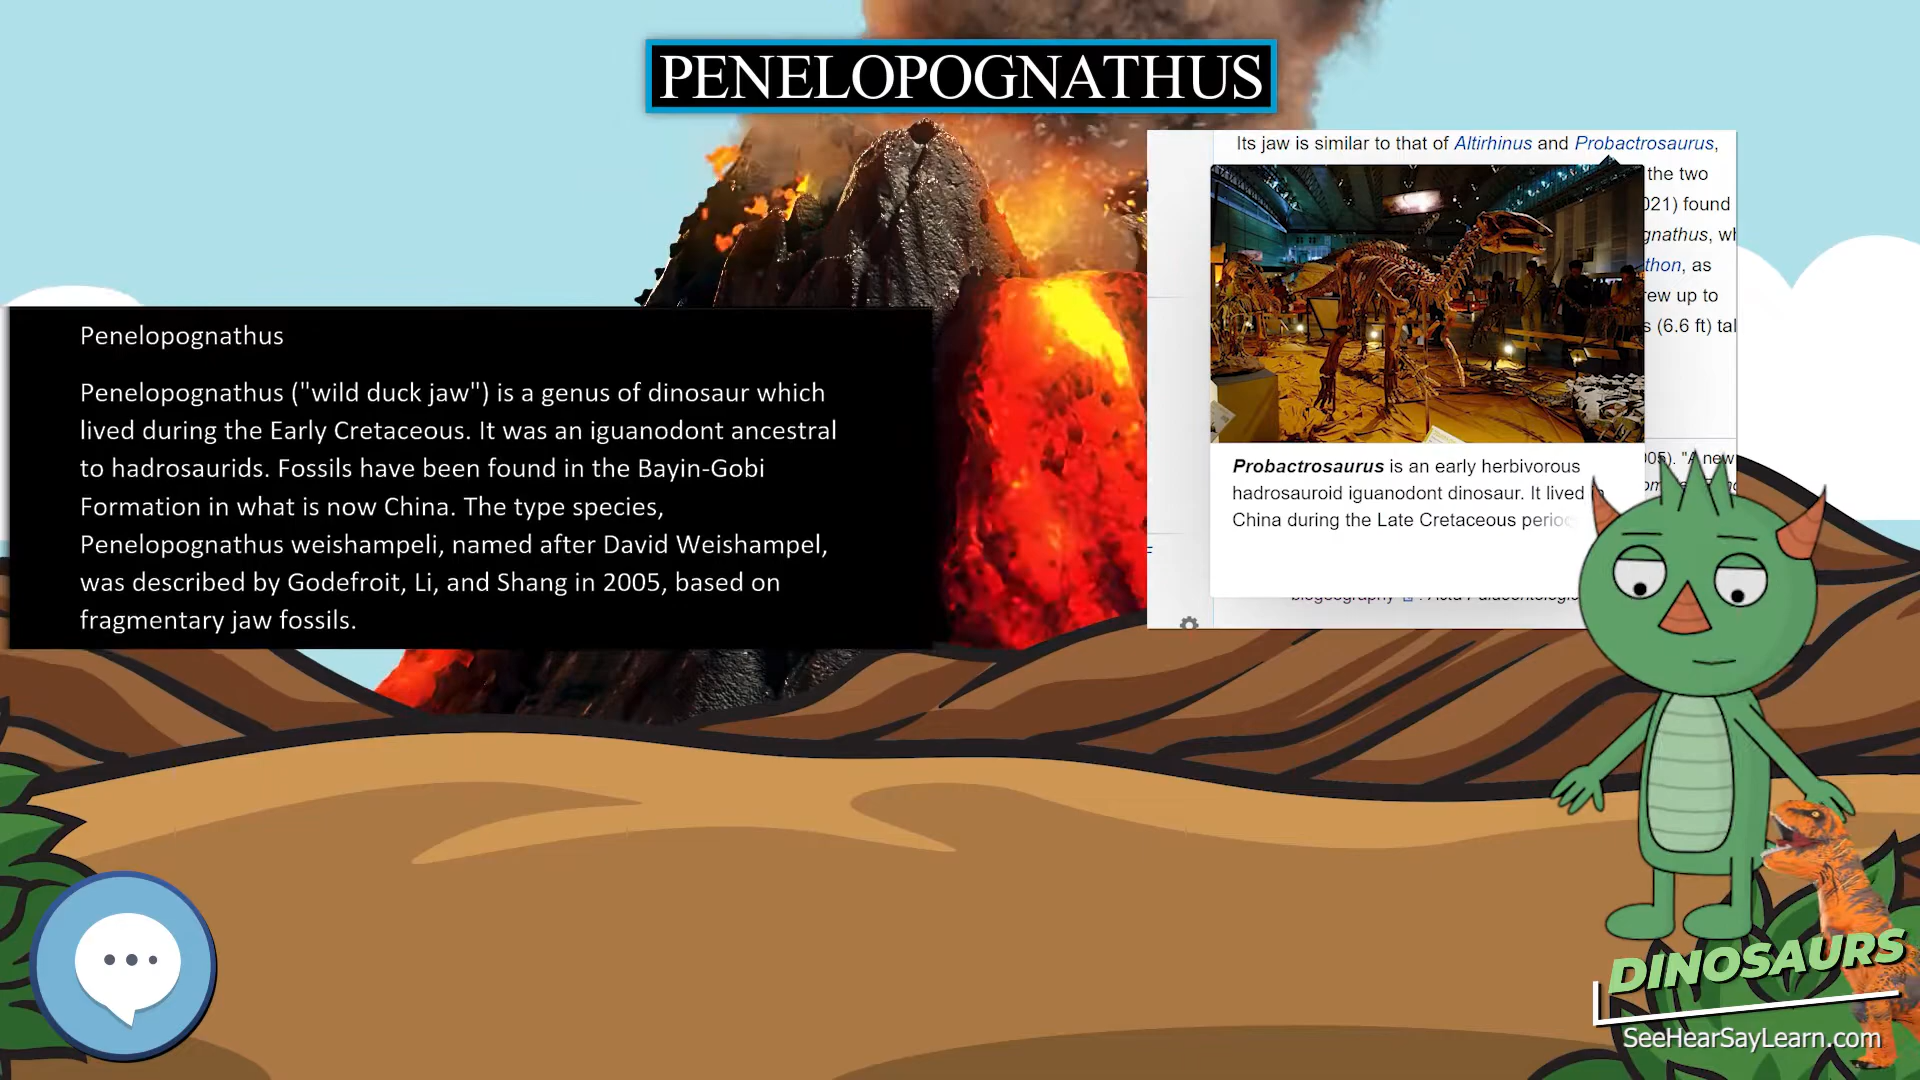 PENELOPOGNATHUS
Penelopognathus
Penelopognathus ("wild duck jaw") is a genus of dinosaur which
lived during the Early Cretaceous. It was an iguanodont ancestral
to hadrosaurids. Fossils have been found in the Bayin-Gobi
Formation in what is now China. The type species,
Penelopognathus weishampeli, named after David Weishampel,
was described by Godefroit, Li, and Shang in 2005, based on
fragmentary jaw fossils.
Its jaw is similar to that of Altirhinus and Probactrosaurus,
the two
021) found
gnathus, wh
thon, as
rew up to
s (6.6 ft) tal
Probactrosaurus is an early herbivorous
hadrosauroid iguanodont dinosaur. It lived in
China during the Late Cretaceous period
005). "A new
DINOSAURS
SeeHearSayLearn.com